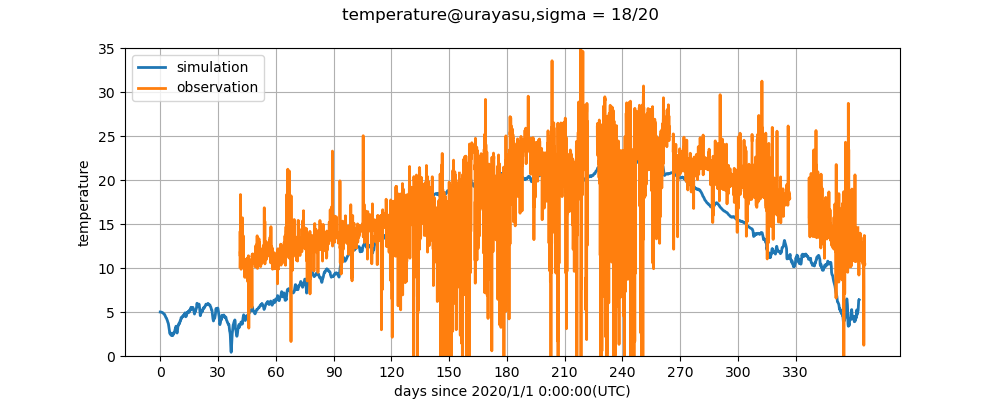 temperature@urayasu,sigma = 18/20
simulation
observation
35
30
25
20
15
10
5
0
temperature
0 30 60 90 120 150 180 210 240 270 300 330
days since 2020/1/1 0:00:00(UTC)